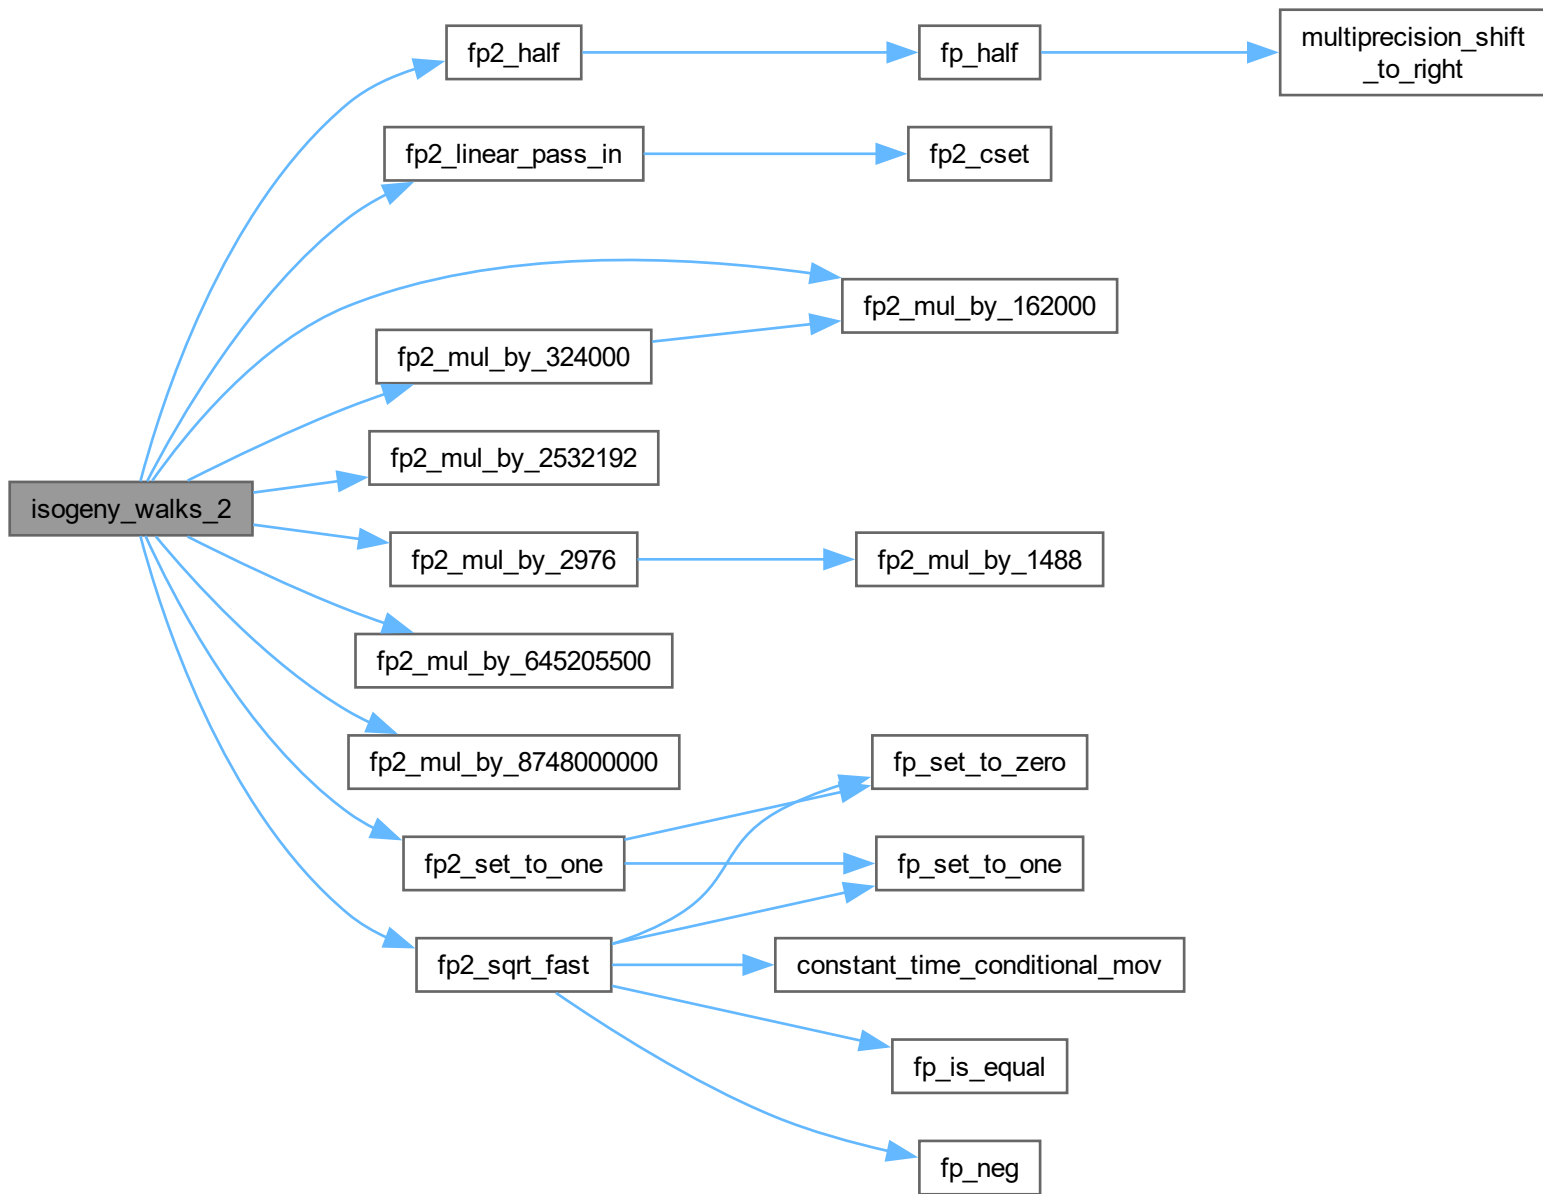 fp2_half
fp_half
multiprecision_shift
_to_right
fp2_linear_pass_in
fp2_cset
fp2_mul_by_162000
fp2_mul_by_324000
fp2_mul_by_2532192
isogeny_walks_2
fp2_mul_by_2976
fp2_mul_by_1488
fp2_mul_by_645205500
fp2_mul_by_8748000000
fp_set_to_zero
fp2_set_to_one
fp_set_to_one
fp2_sqrt_fast
constant_time_conditional_mov
fp_is_equal
fp_neg